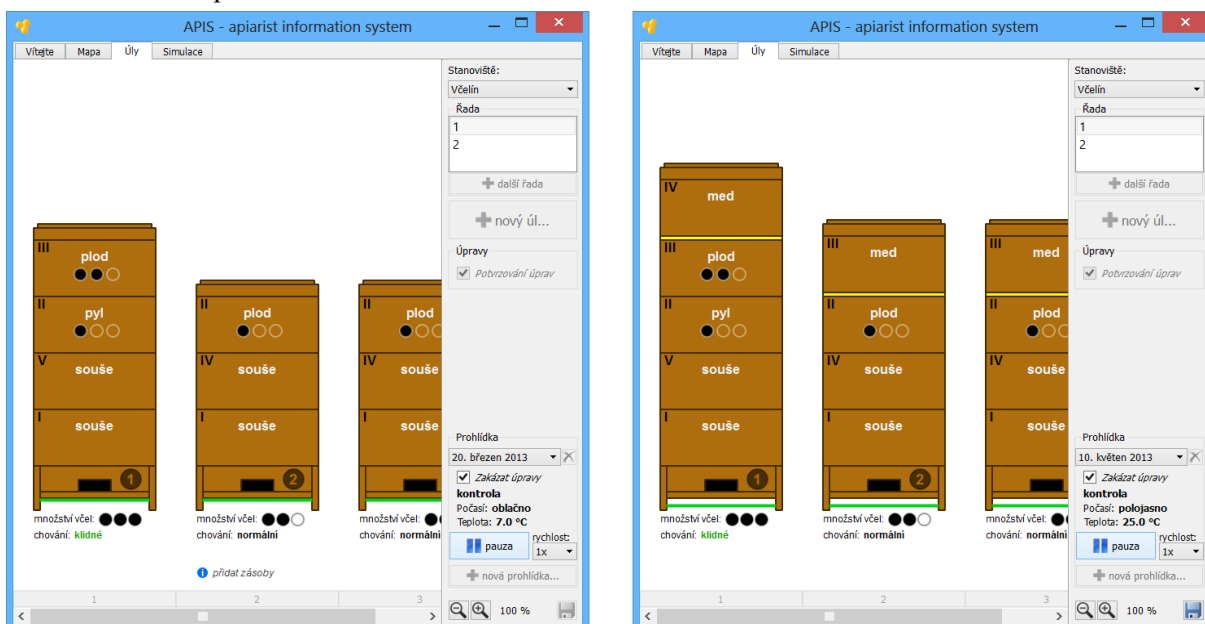 APIS - apiarist information system
Vítejte Mapa Úly Simulace
Stanoviště:
Včelín
Řada
1
2
další řada
nový úl...
Úpravy
Potvrzování úprav
III
plod
II
pyl
V
souše
I
souše
1
množství včel:
chování: klidné
II
plod
IV
souše
I
souše
2
množství včel:
chování: normální
přidat zásoby
II
plod
IV
souše
I
souše
množství včel:
chování: normální
1 2 3
Prohlídka
20. březen 2013
Zakázat úpravy
kontrola
Počasí: oblačno
Teplota: 7.0 °C
pauza
rychlost:
1x
nová prohlídka...
100 %
APIS - apiarist information system
Vítejte Mapa Úly Simulace
Stanoviště:
Včelín
Řada
1
2
další řada
nový úl...
Úpravy
Potvrzování úprav
IV
med
III
plod
II
pyl
V
souše
I
souše
1
množství včel:
chování: klidné
III
med
II
plod
IV
souše
I
souše
2
množství včel:
chování: normální
III
med
II
plod
IV
souše
I
souše
množství včel:
chování: normální
1 2 3
Prohlídka
10. květen 2013
Zakázat úpravy
kontrola
Počasí: polojasno
Teplota: 25.0 °C
pauza
rychlost:
1x
nová prohlídka...
100 %